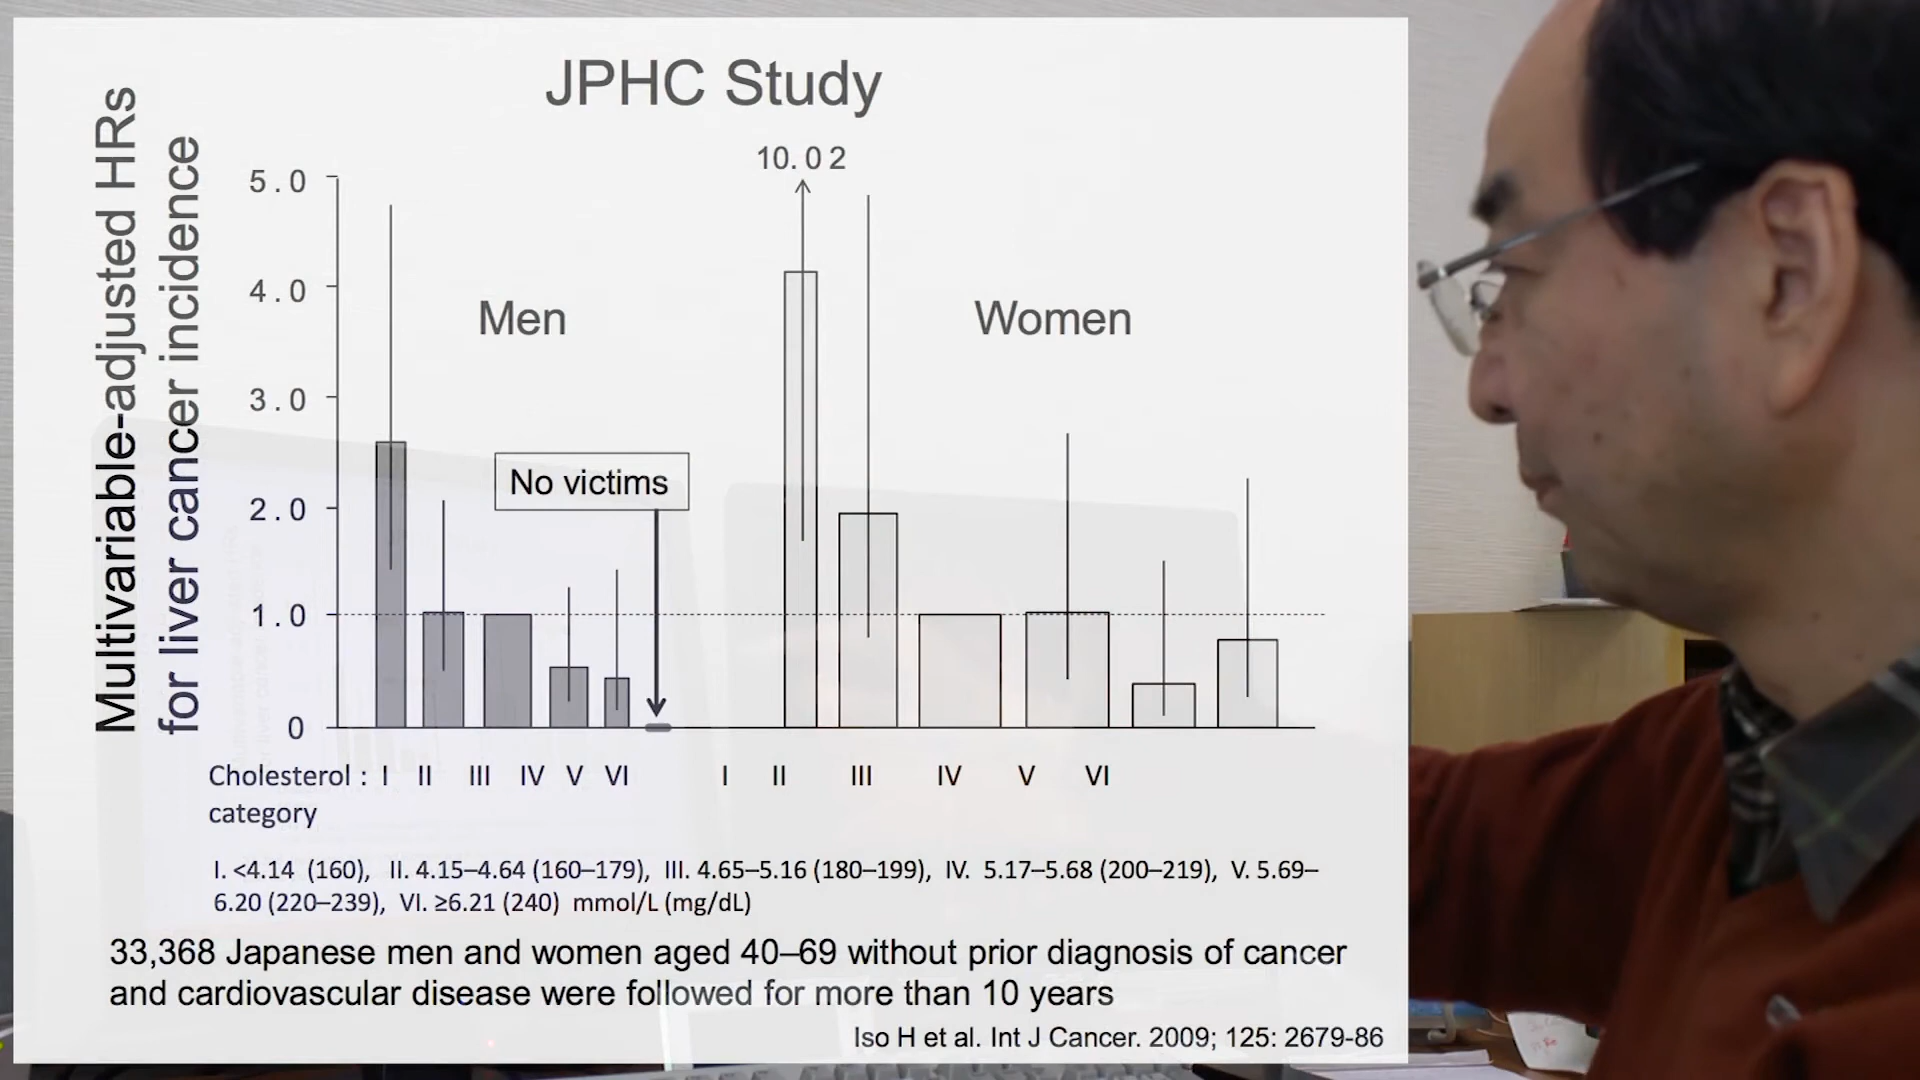 JPHC Study
Multivariable-adjusted HRs
for liver cancer incidence
10.02
5.0
4.0
3.0
2.0
1.0
0
Men
Women
No victims
Cholesterol : I II III IV V VI I II III IV V VI
category
I. <4.14 (160), II. 4.15–4.64 (160–179), III. 4.65–5.16 (180–199), IV. 5.17–5.68 (200–219), V. 5.69–
6.20 (220–239), VI. ≥6.21 (240) mmol/L (mg/dL)
33,368 Japanese men and women aged 40–69 without prior diagnosis of cancer
and cardiovascular disease were followed for more than 10 years
Iso H et al. Int J Cancer. 2009; 125: 2679-86